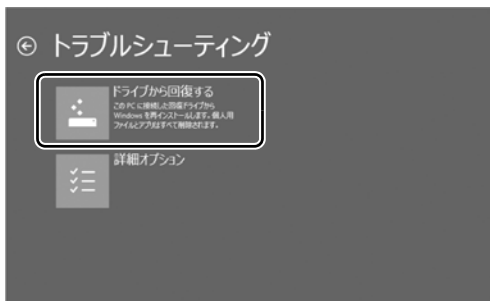 トラブルシューティング
ドライブから回復する
この PC に接続した回復ドライブから
Windows を再インストールします。個人用
ファイルとアプリはすべて削除されます。
詳細オプション